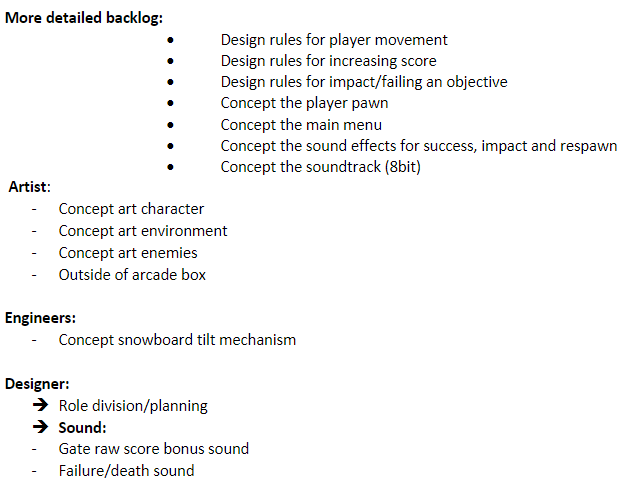 More detailed backlog:
• Design rules for player movement
• Design rules for increasing score
• Design rules for impact/failing an objective
• Concept the player pawn
• Concept the main menu
• Concept the sound effects for success, impact and respawn
• Concept the soundtrack (8bit)
Artist:
- Concept art character
- Concept art environment
- Concept art enemies
- Outside of arcade box
Engineers:
- Concept snowboard tilt mechanism
Designer:
➔ Role division/planning
➔ Sound:
- Gate raw score bonus sound
- Failure/death sound